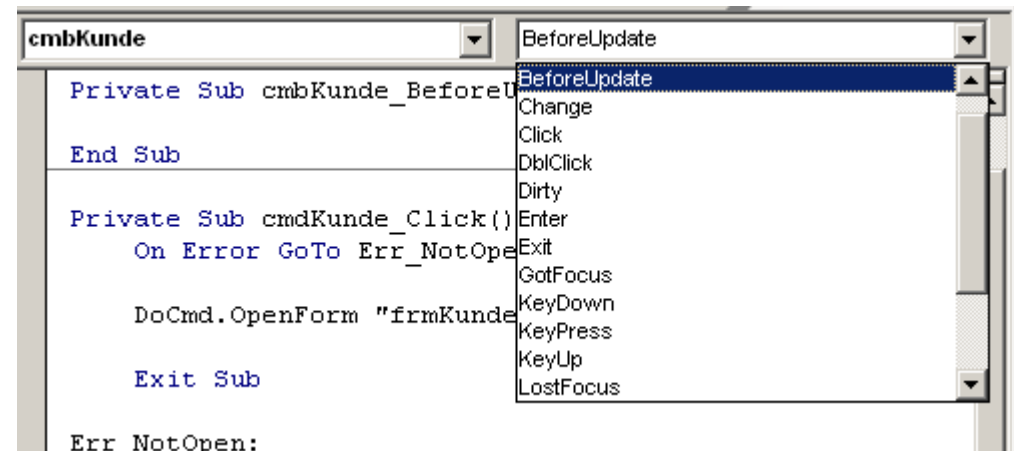 cmbKunde
BeforeUpdate
Private Sub cmbKunde_BeforeU
End Sub
Private Sub cmdKunde_Click()
On Error GoTo Err_NotOpe
DoCmd.OpenForm "frmKunde
Exit Sub
Err_NotOpen:
BeforeUpdate
Change
Click
DblClick
Dirty
Enter
Exit
GotFocus
KeyDown
KeyPress
KeyUp
LostFocus